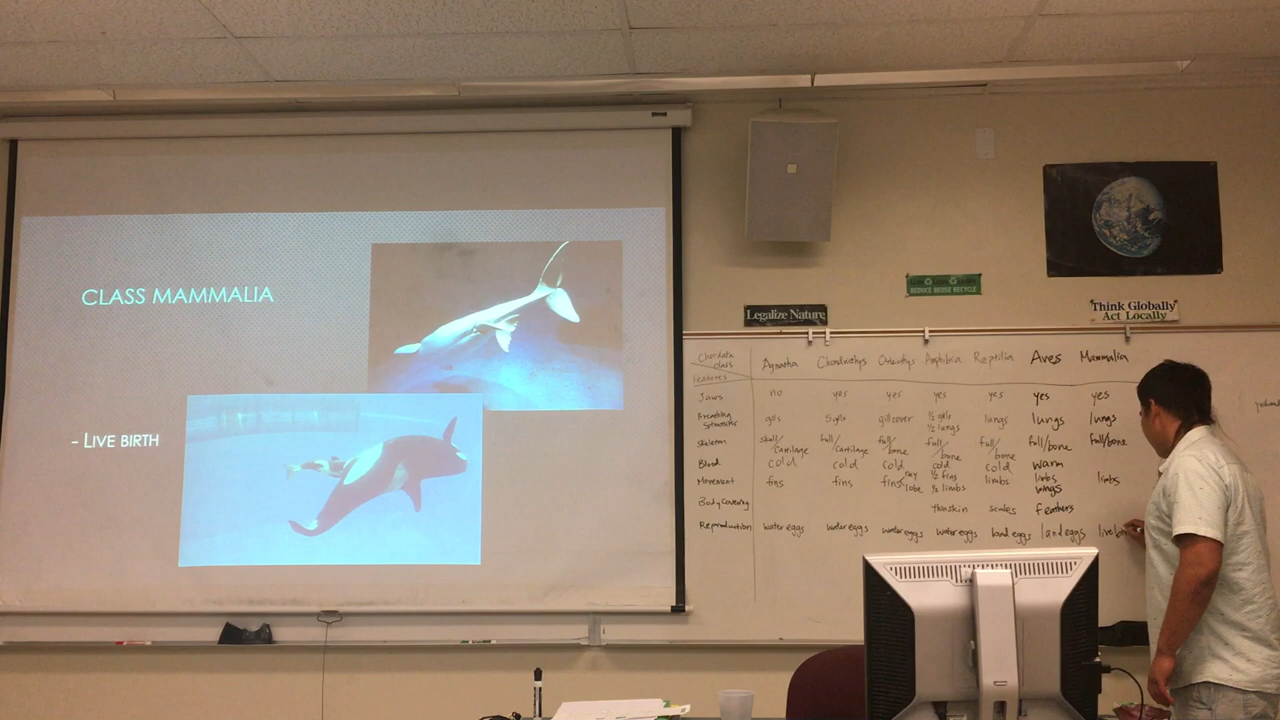 CLASS MAMMALIA
- LIVE BIRTH
REDUCE REUSE RECYCLE
Legalize Nature
Think Globally
Act Locally
Chordata class Agnatha Chondricthys Osteicthys Amphibia Reptilia Aves Mammalia
Features
Jaws no yes yes yes yes yes yes
Breathing Structure gills 5 gills gill cover ½ gills ½ lungs lungs lungs lungs
Skeleton skull/cartilage full/cartilage full/bone full/bone full/bone full/bone full/bone
Blood cold cold cold cold cold warm
Movement fins fins fins ray lobe ½ fins ½ limbs limbs limbs wings limbs
Body Covering thin skin scales feathers
Reproduction water eggs water eggs water eggs water eggs land eggs land eggs live